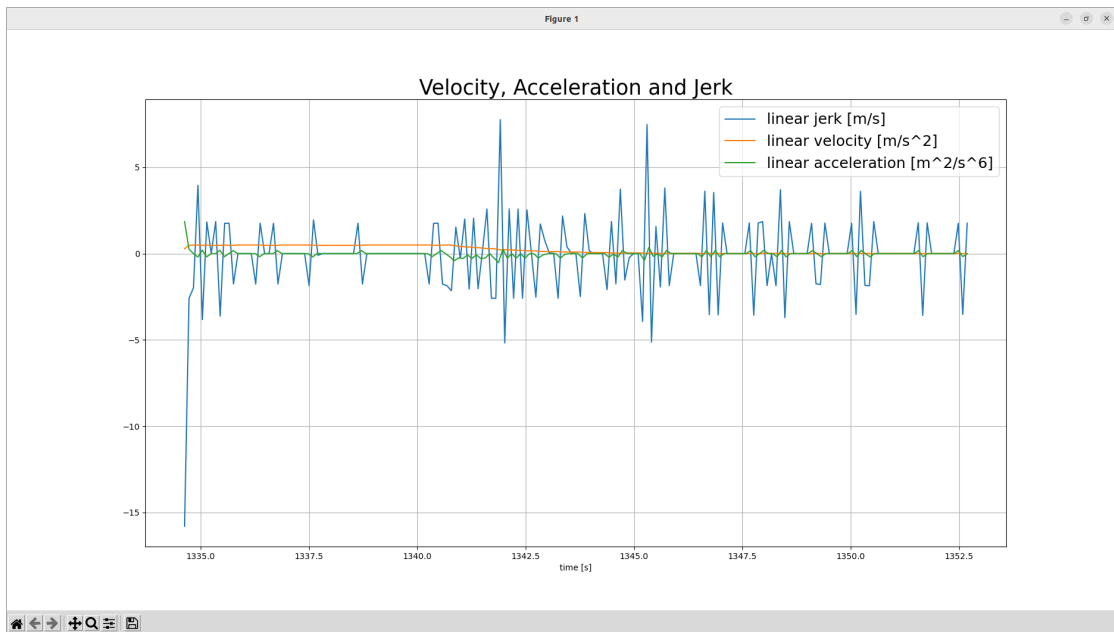 Figure 1
Velocity, Acceleration and Jerk
linear jerk [m/s]
linear velocity [m/s^2]
linear acceleration [m^2/s^6]
5
0
−5
−10
−15
1335.0 1337.5 1340.0 1342.5 1345.0 1347.5 1350.0 1352.5
time [s]